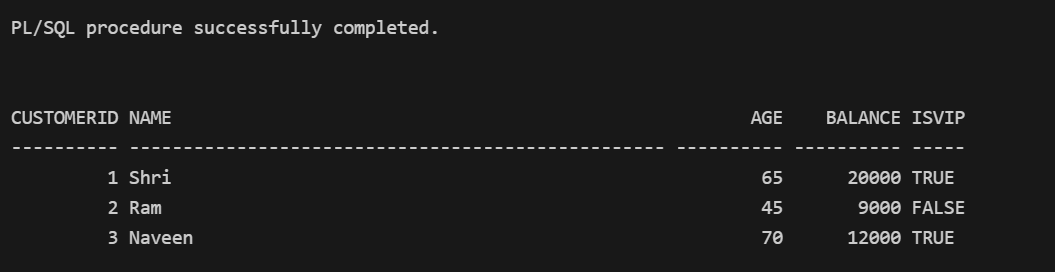 PL/SQL procedure successfully completed.
CUSTOMERID NAME                                                      AGE    BALANCE ISVIP
---------- -------------------------------------------------- ---------- ---------- -----
         1 Shri                                                       65      20000 TRUE
         2 Ram                                                        45       9000 FALSE
         3 Naveen                                                     70      12000 TRUE